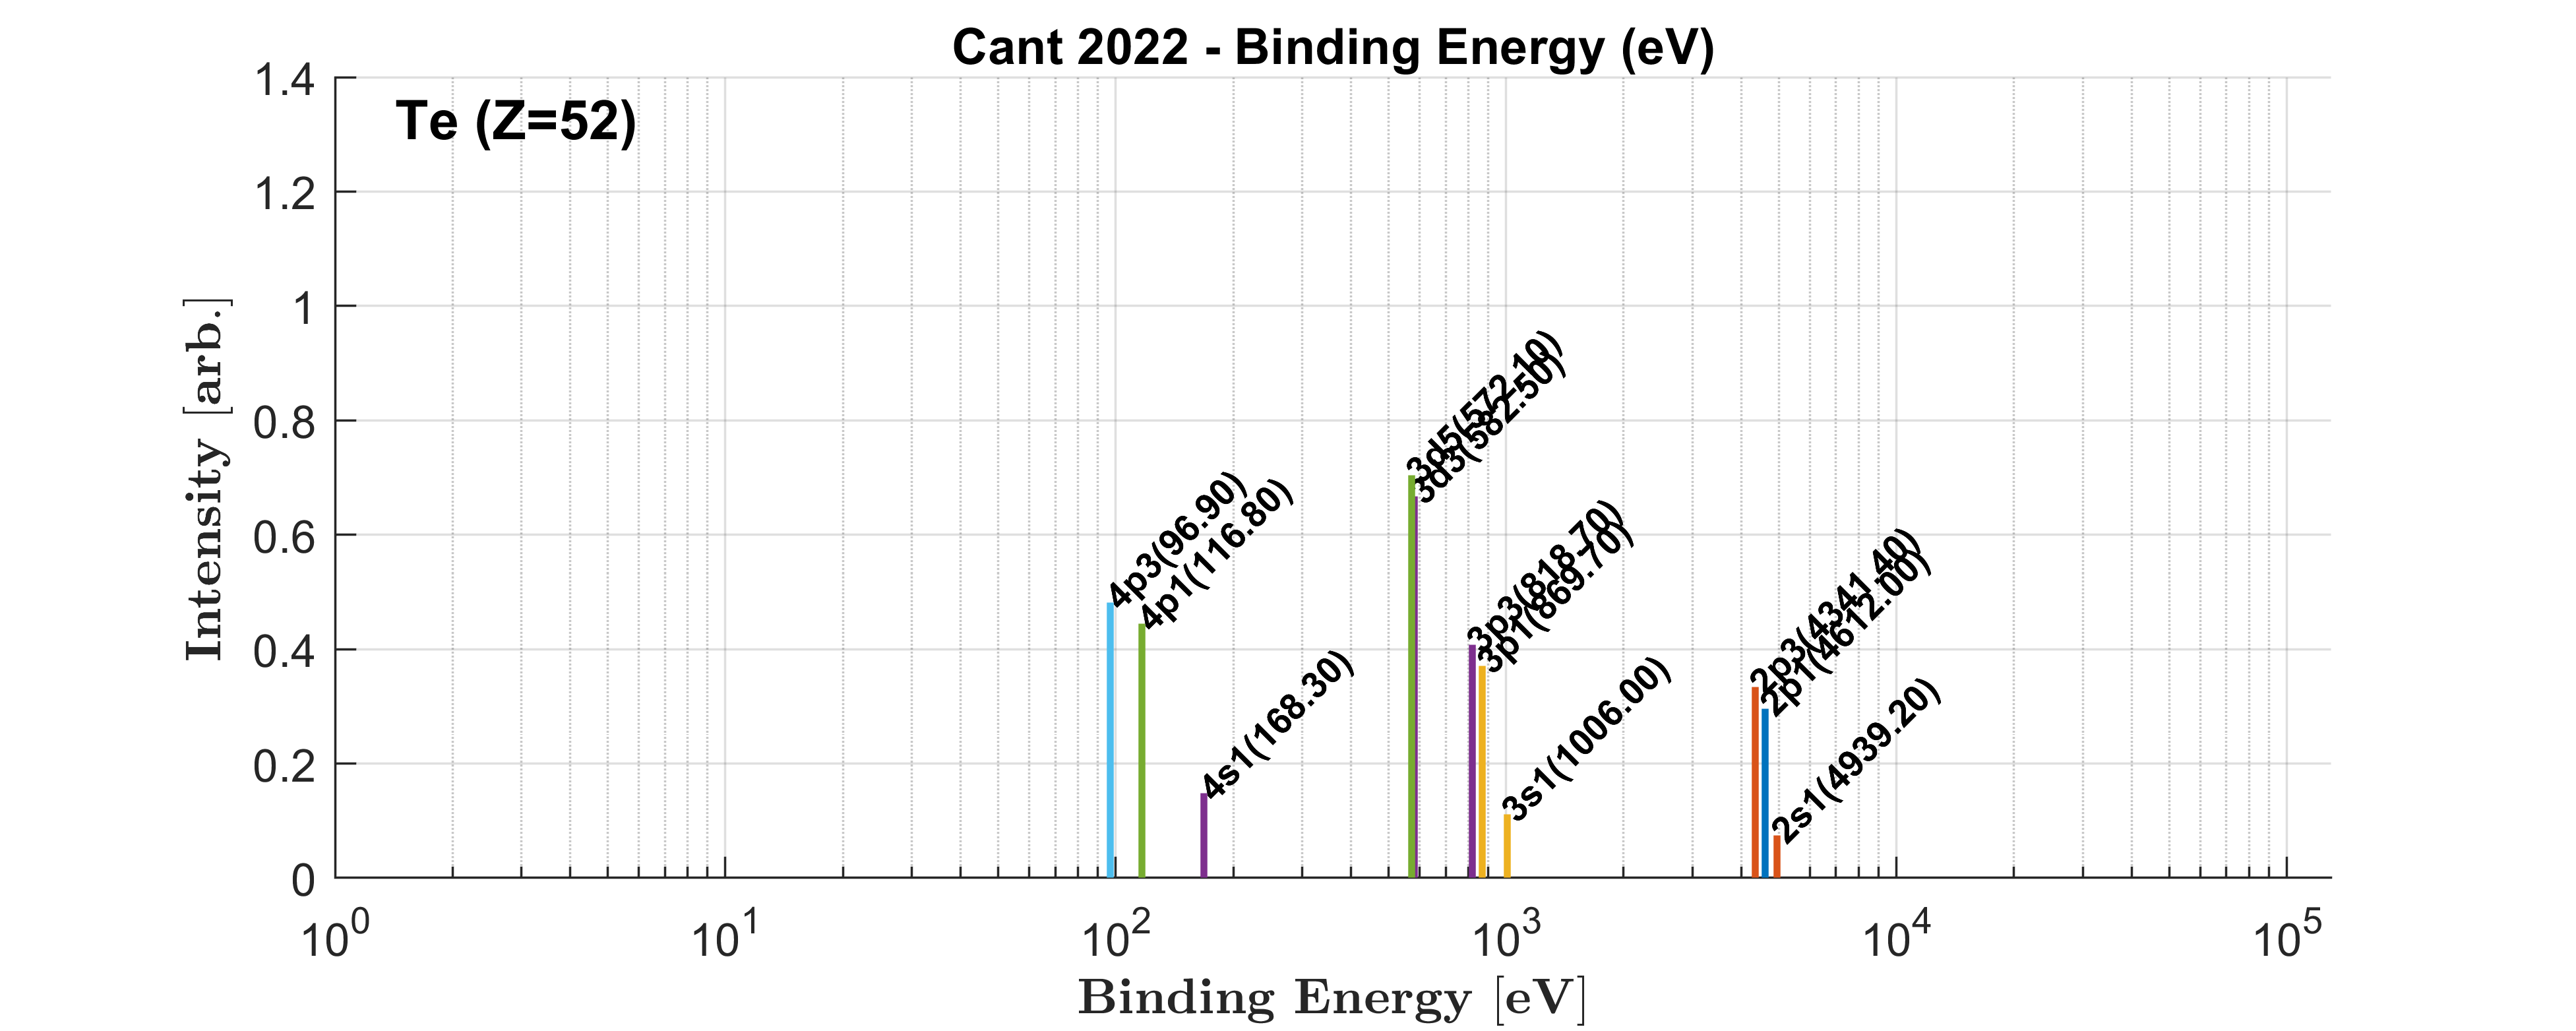 Cant 2022 - Binding Energy (eV)
Te (Z=52)
1.4
1.2
1
0.8
0.6
0.4
0.2
0
Intensity [arb.]
4p3(96.90)
4p1(116.80)
4s1(168.30)
3d5(572.10)
3d3(582.50)
3p3(818.70)
3p1(869.70)
3s1(1006.00)
2p3(4341.40)
2p1(4612.00)
2s1(4939.20)
10^0 10^1 10^2 10^3 10^4 10^5
Binding Energy [eV]